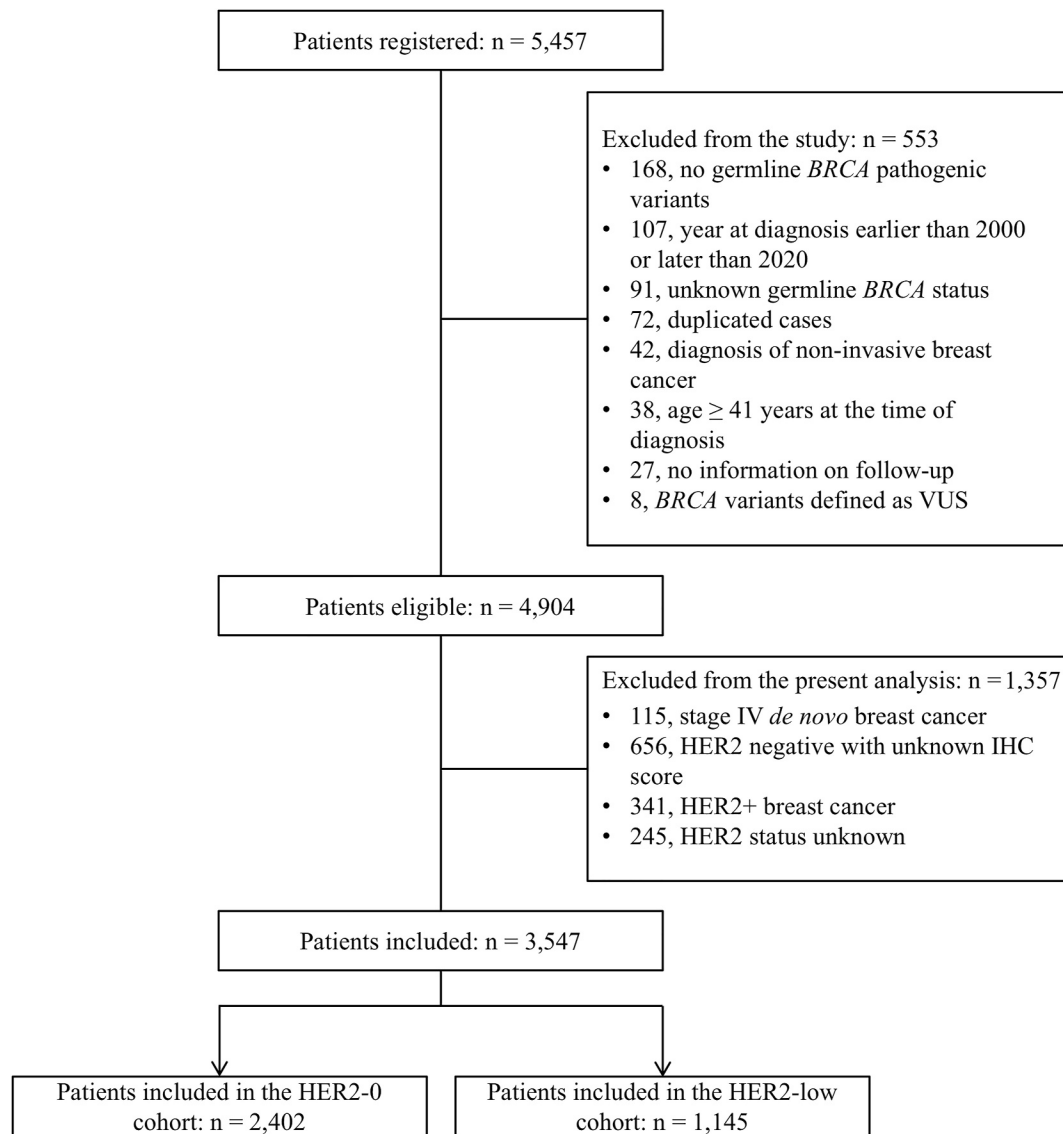 Patients registered: n = 5,457
Excluded from the study: n = 553
• 168, no germline BRCA pathogenic
variants
• 107, year at diagnosis earlier than 2000
or later than 2020
• 91, unknown germline BRCA status
• 72, duplicated cases
• 42, diagnosis of non-invasive breast
cancer
• 38, age ≥ 41 years at the time of
diagnosis
• 27, no information on follow-up
• 8, BRCA variants defined as VUS
Patients eligible: n = 4,904
Excluded from the present analysis: n = 1,357
• 115, stage IV de novo breast cancer
• 656, HER2 negative with unknown IHC
score
• 341, HER2+ breast cancer
• 245, HER2 status unknown
Patients included: n = 3,547
Patients included in the HER2-0
cohort: n = 2,402
Patients included in the HER2-low
cohort: n = 1,145